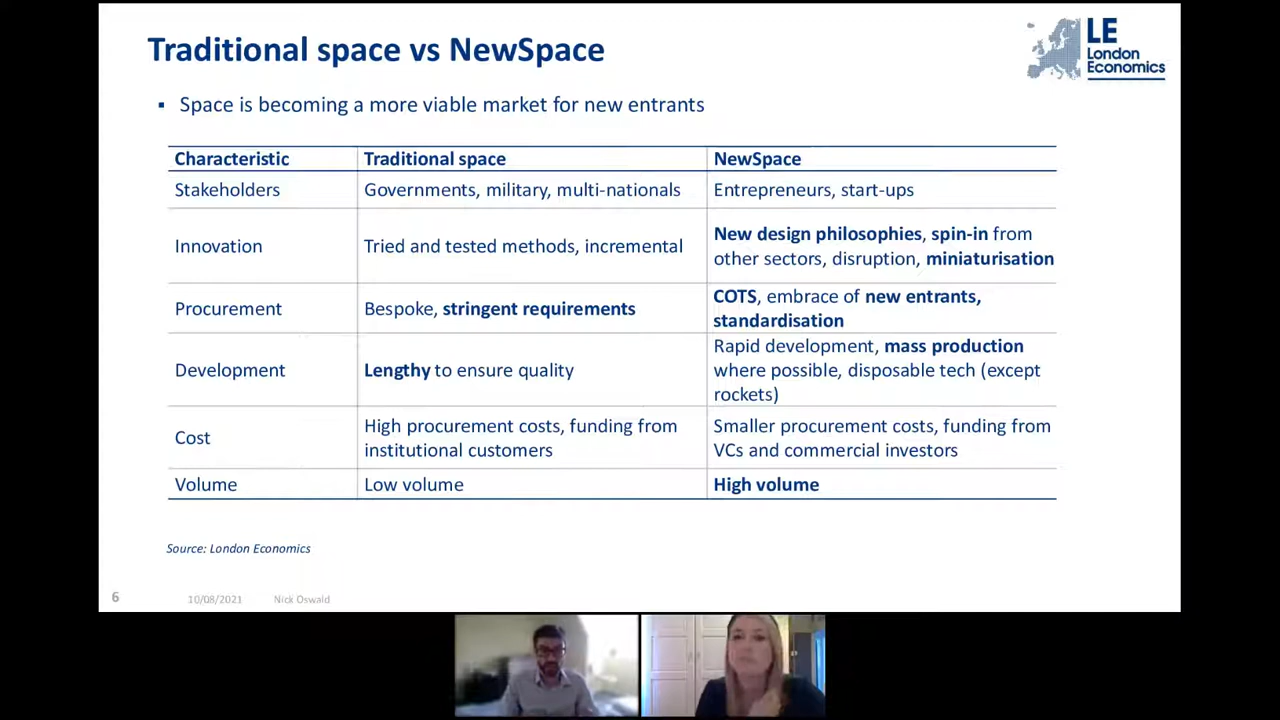 Traditional space vs NewSpace
LE
London
Economics
▪ Space is becoming a more viable market for new entrants
Characteristic Traditional space NewSpace
Stakeholders Governments, military, multi-nationals Entrepreneurs, start-ups
Innovation Tried and tested methods, incremental New design philosophies, spin-in from
other sectors, disruption, miniaturisation
Procurement Bespoke, stringent requirements COTS, embrace of new entrants,
standardisation
Development Lengthy to ensure quality Rapid development, mass production
where possible, disposable tech (except
rockets)
Cost High procurement costs, funding from
institutional customers Smaller procurement costs, funding from
VCs and commercial investors
Volume Low volume High volume
Source: London Economics
6 10/08/2021 Nick Oswald